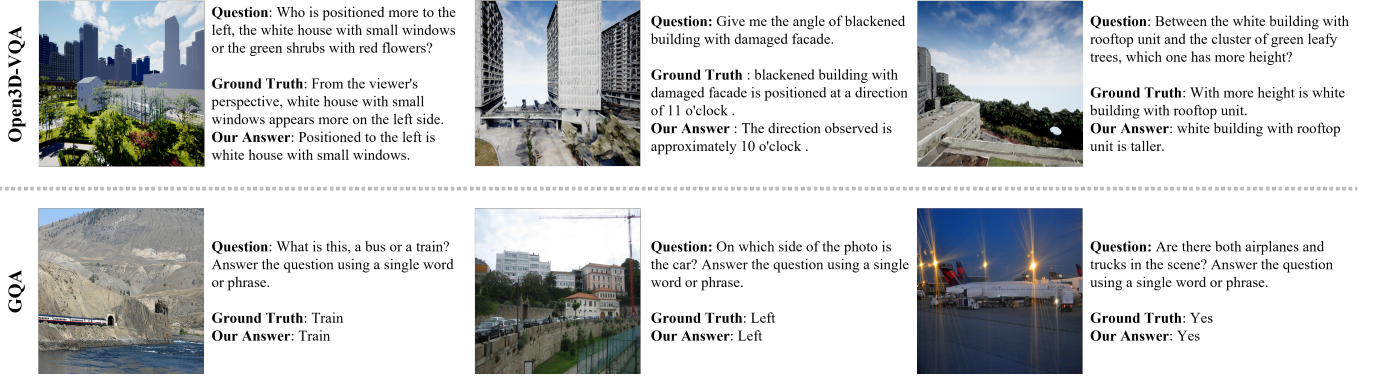 Open3D-VQA
Question: Who is positioned more to the
left, the white house with small windows
or the green shrubs with red flowers?
Ground Truth: From the viewer's
perspective, white house with small
windows appears more on the left side.
Our Answer: Positioned to the left is
white house with small windows.
Question: Give me the angle of blackened
building with damaged facade.
Ground Truth : blackened building with
damaged facade is positioned at a direction
of 11 o'clock .
Our Answer : The direction observed is
approximately 10 o'clock .
Question: Between the white building with
rooftop unit and the cluster of green leafy
trees, which one has more height?
Ground Truth: With more height is white
building with rooftop unit.
Our Answer: white building with rooftop
unit is taller.
GQA
Question: What is this, a bus or a train?
Answer the question using a single word
or phrase.
Ground Truth: Train
Our Answer: Train
Question: On which side of the photo is
the car? Answer the question using a single
word or phrase.
Ground Truth: Left
Our Answer: Left
Question: Are there both airplanes and
trucks in the scene? Answer the question
using a single word or phrase.
Ground Truth: Yes
Our Answer: Yes